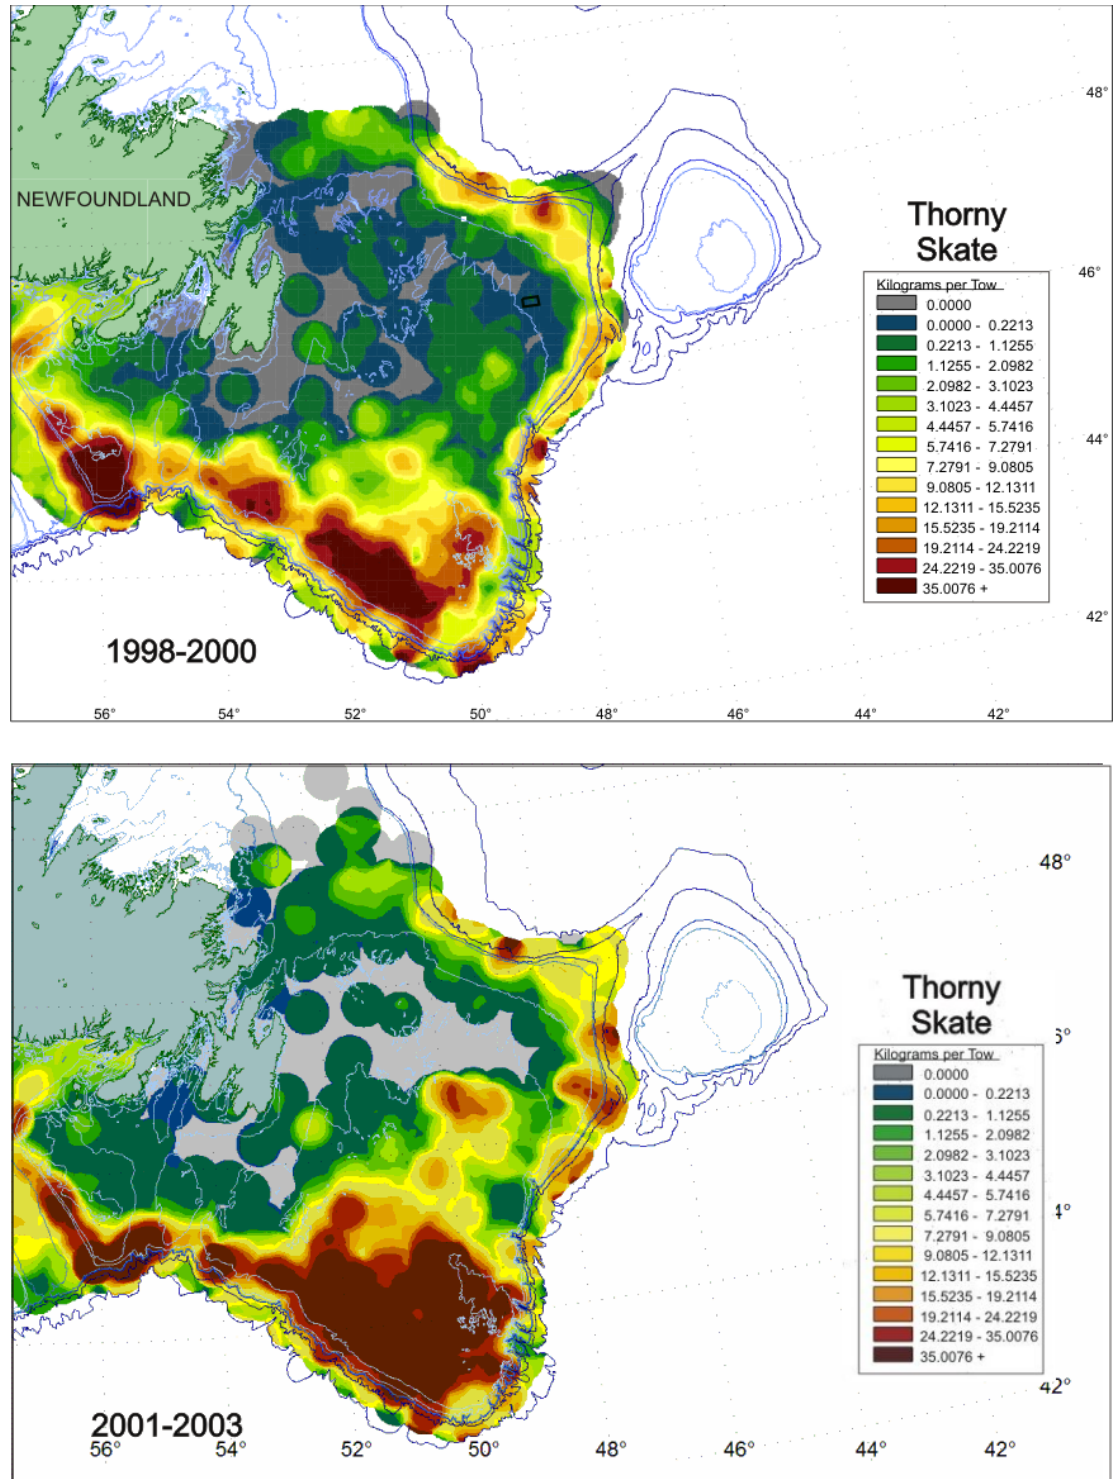 NEWFOUNDLAND
48°
Thorny
Skate
46°
Kilograms per Tow
0.0000
0.0000 - 0.2213
0.2213 - 1.1255
1.1255 - 2.0982
2.0982 - 3.1023
3.1023 - 4.4457
4.4457 - 5.7416
5.7416 - 7.2791
7.2791 - 9.0805
9.0805 - 12.1311
12.1311 - 15.5235
15.5235 - 19.2114
19.2114 - 24.2219
24.2219 - 35.0076
35.0076 +
44°
42°
1998-2000
56° 54° 52° 50° 48° 46° 44° 42°
48°
Thorny
Skate
Kilograms per Tow
0.0000
0.0000 - 0.2213
0.2213 - 1.1255
1.1255 - 2.0982
2.0982 - 3.1023
3.1023 - 4.4457
4.4457 - 5.7416
5.7416 - 7.2791
7.2791 - 9.0805
9.0805 - 12.1311
12.1311 - 15.5235
15.5235 - 19.2114
19.2114 - 24.2219
24.2219 - 35.0076
35.0076 +
42°
2001-2003
56° 54° 52° 50° 48° 46° 44° 42°